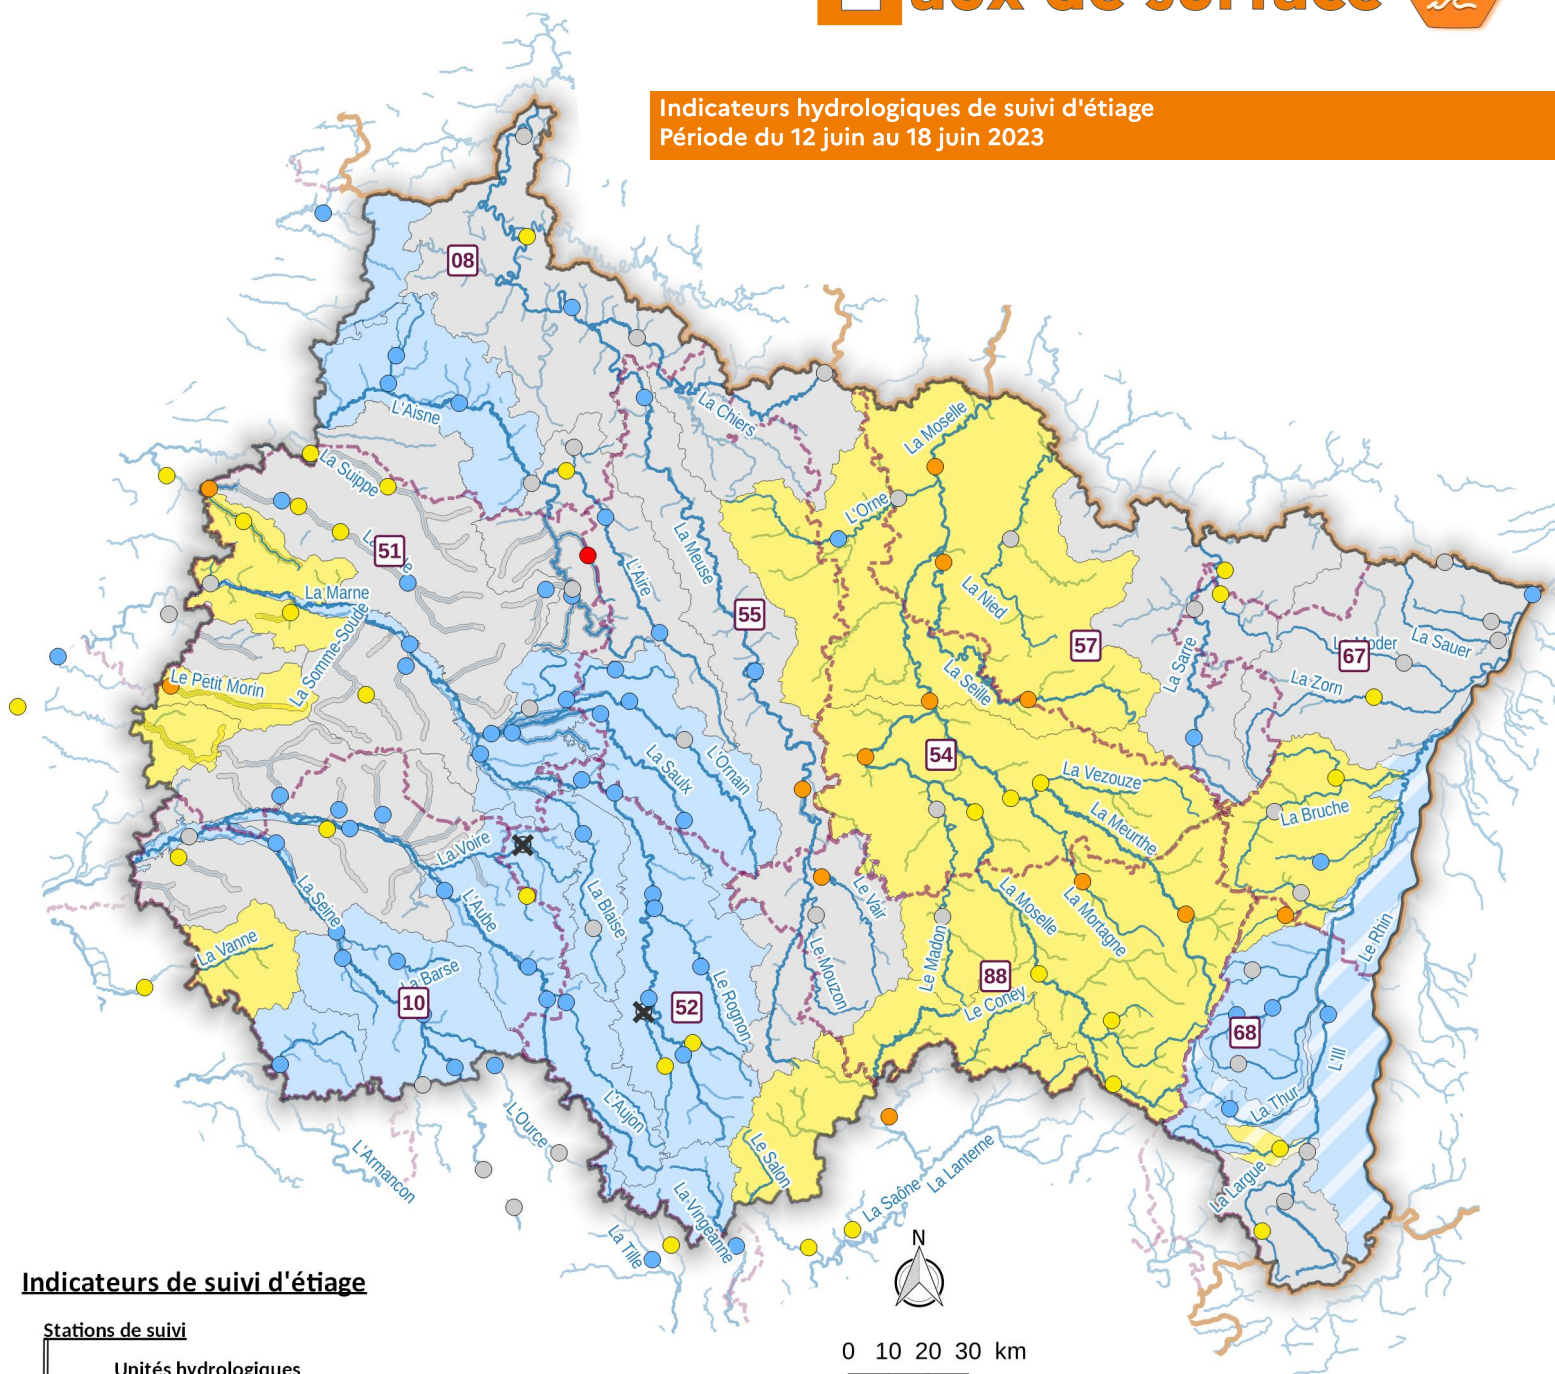 aux de surface
Indicateurs hydrologiques de suivi d'étiage
Période du 12 juin au 18 juin 2023
08
L'Aisne
La Chiers
La Moselle
La Suippe
L'Orne
La Meuse
51
L'Aire
La Marne
La Nied
55
57
La Somme-Soude
La Sarre
67
La Sauer
Le Petit Morin
La Seille
La Zorn
54
La Saulx
L'Ornain
La Vezouze
La Meurthe
La Bruche
La Voire
La Seine
L'Aube
La Blaise
Le Vair
La Moselle
La Mortagne
La Vanne
La Barse
Le Madon
Le Mouzon
Le Rhin
10
52
Le Rognon
88
Le Coney
68
Ill
La Thur
L'Aujon
L'Ource
L'Armançon
Le Salon
La Lanterne
La Largue
La Saône
La Vingeanne
La Tille
N
Indicateurs de suivi d'étiage
Stations de suivi
0 10 20 30 km
Unités hydrologiques